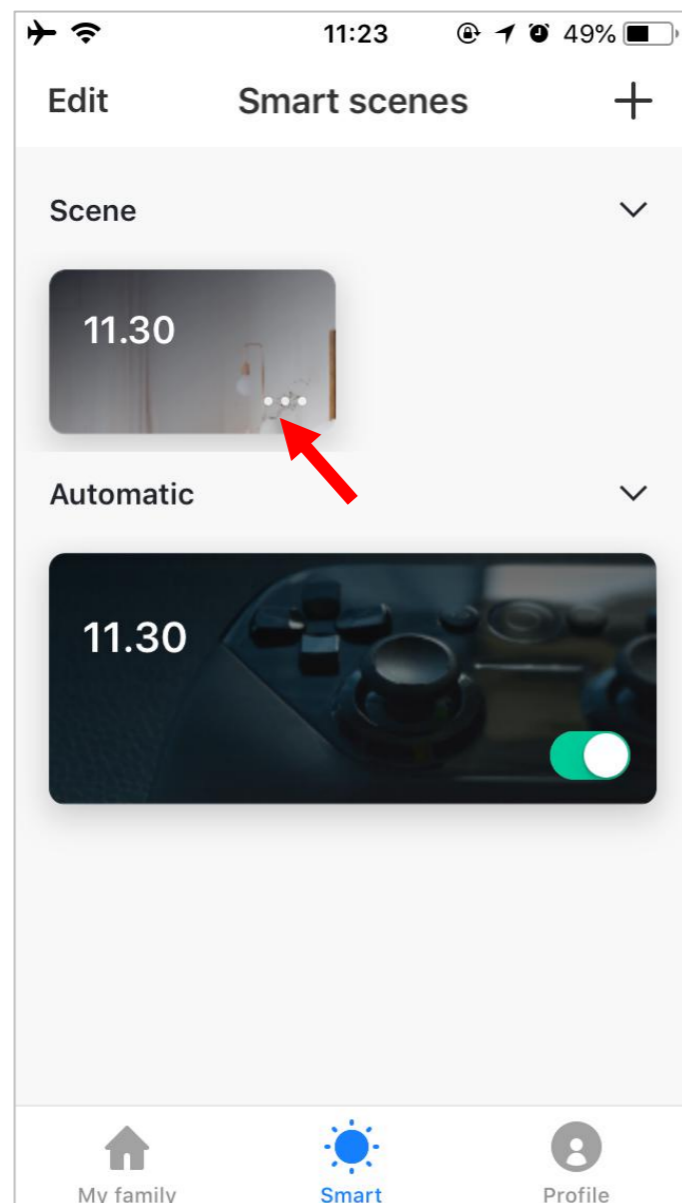 11:23 49%
Edit Smart scenes +
Scene
11.30
Automatic
11.30
My family Smart Profile